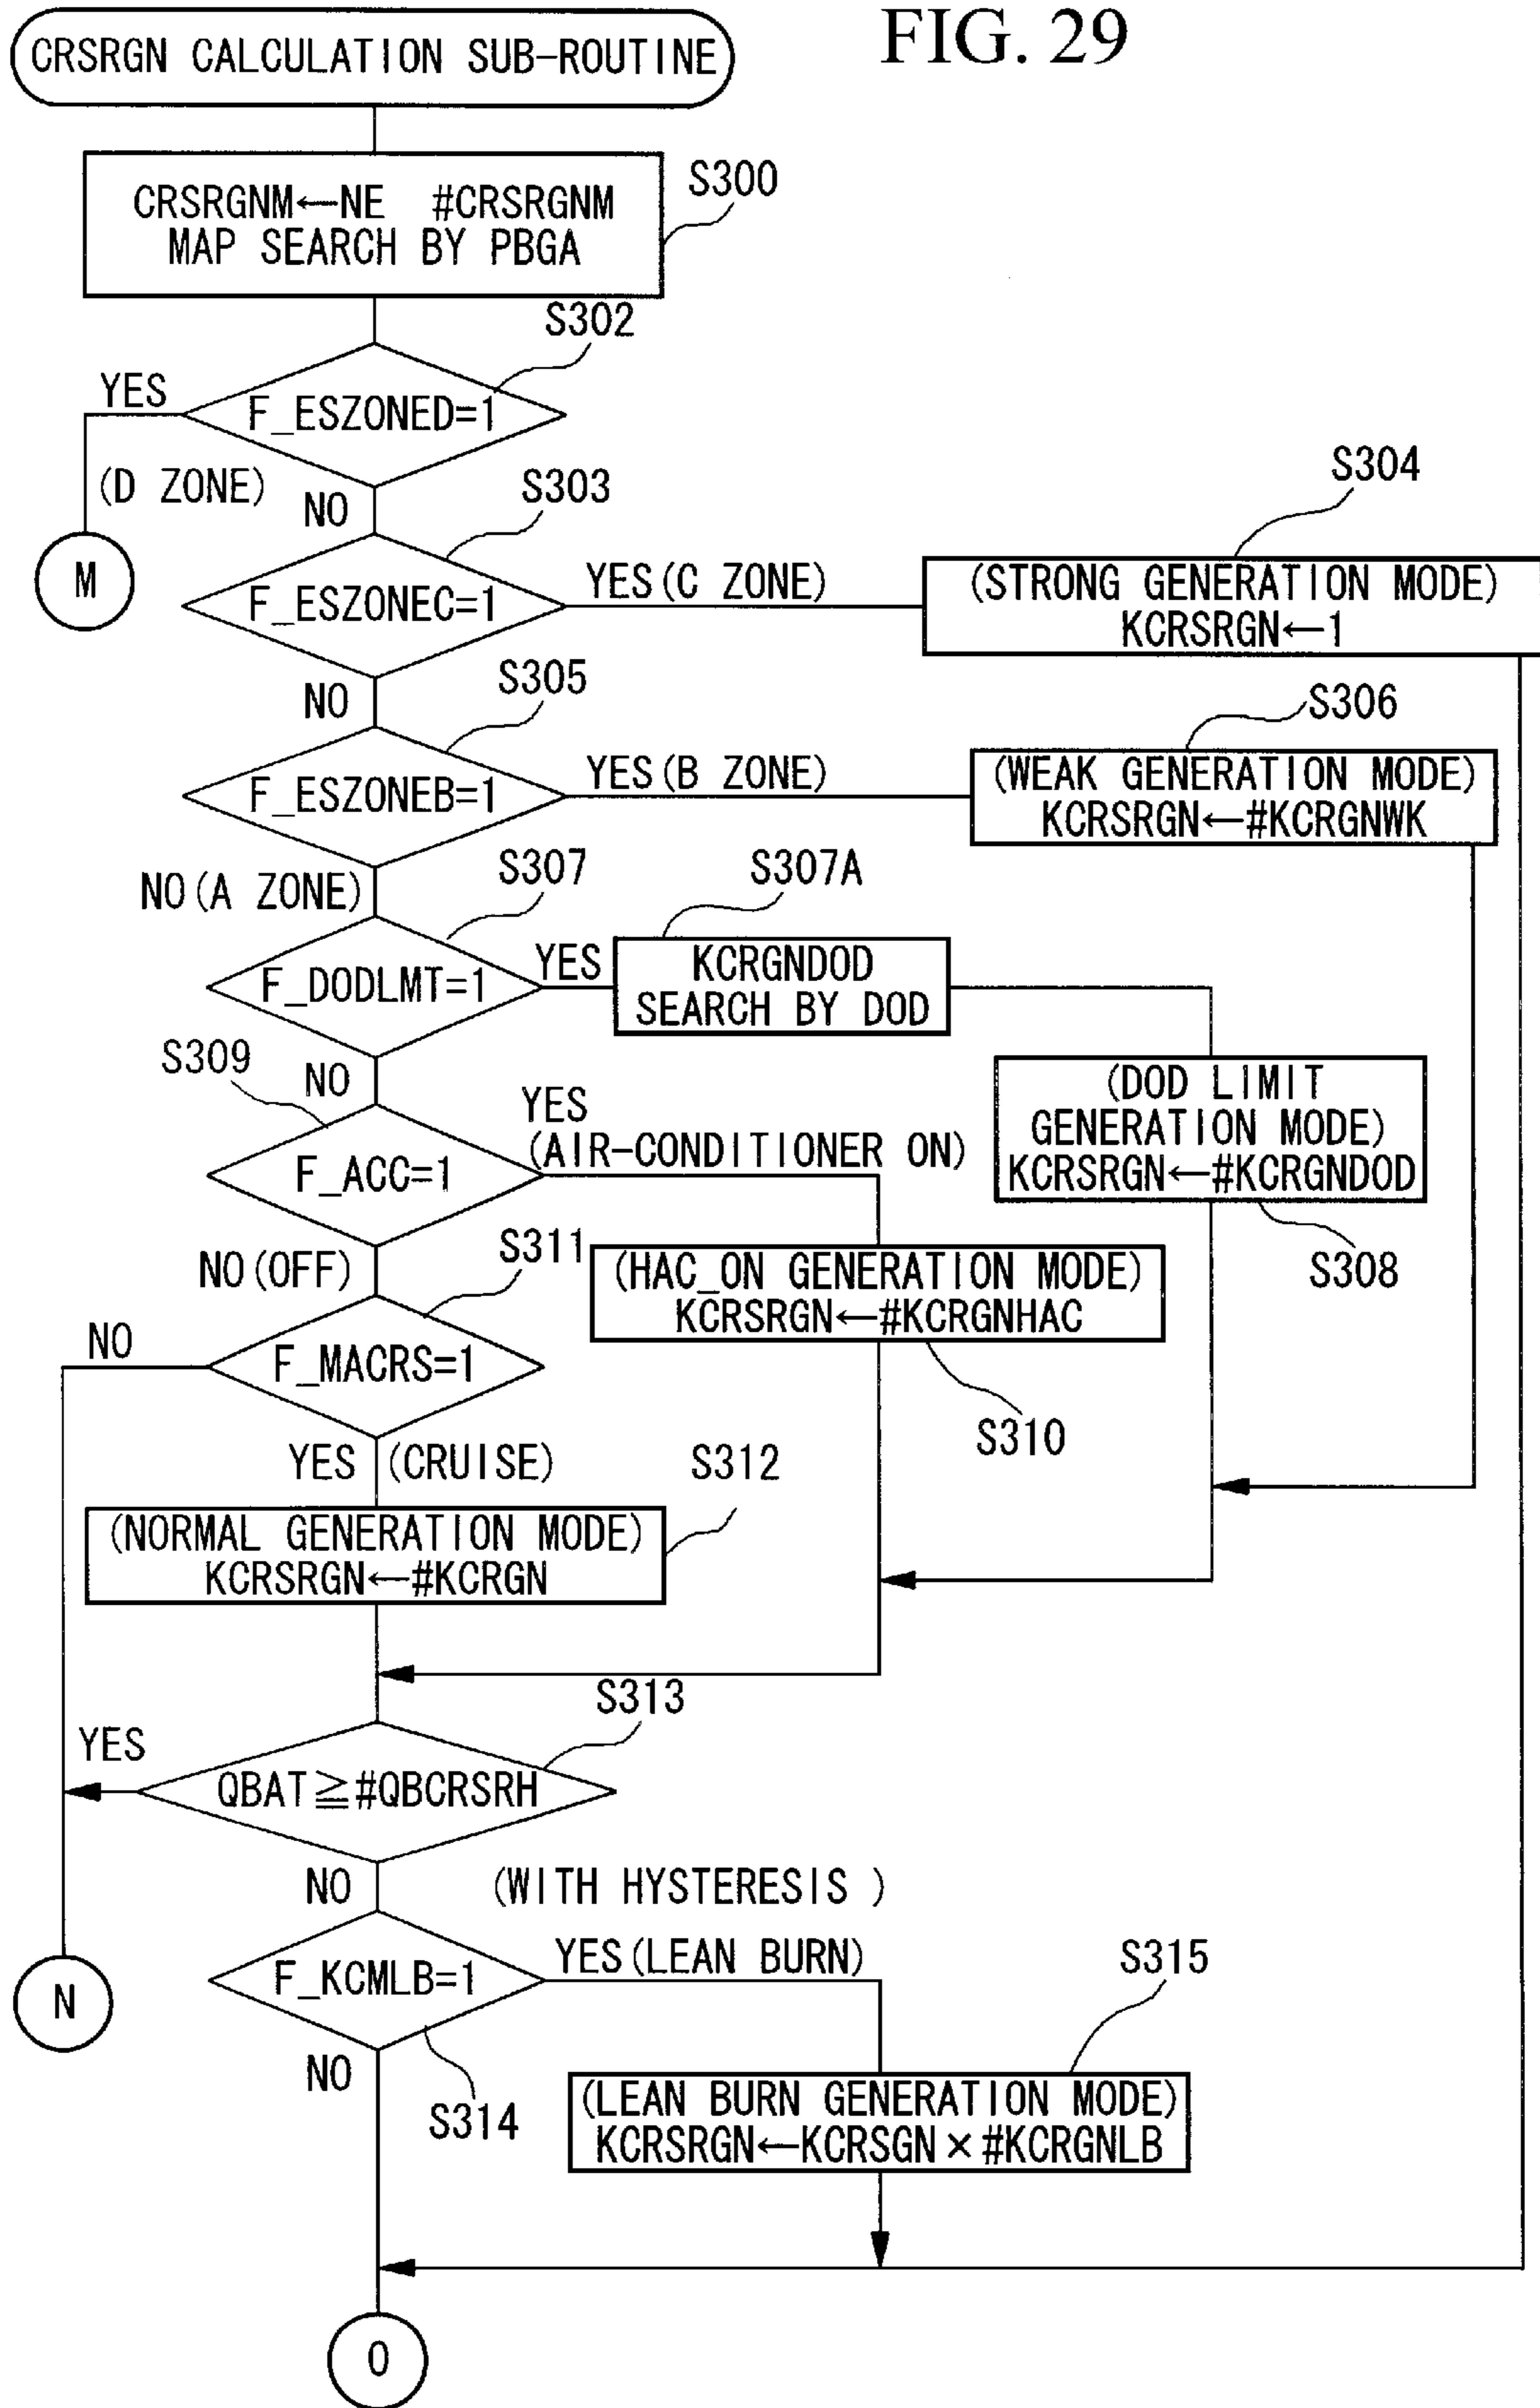 FIG. 29
CRSRGN CALCULATION SUB-ROUTINE
S300
CRSRGNM←NE #CRSRGNM
MAP SEARCH BY PBGA
S302
YES
F_ESZONED=1
(D ZONE)
NO
M
S303
F_ESZONEC=1
YES(C ZONE)
S304
(STRONG GENERATION MODE)
KCRSRGN←1
NO
S305
F_ESZONEB=1
YES(B ZONE)
S306
(WEAK GENERATION MODE)
KCRSRGN←#KCRGNWK
NO(A ZONE)
S307
F_DODLMT=1
YES
S307A
KCRGNDOD
SEARCH BY DOD
(DOD LIMIT
GENERATION MODE)
KCRSRGN←#KCRGNDOD
S308
NO
S309
F_ACC=1
YES
(AIR-CONDITIONER ON)
(HAC_ON GENERATION MODE)
KCRSRGN←#KCRGNHAC
S310
NO(OFF)
S311
NO
F_MACRS=1
YES (CRUISE)
S312
(NORMAL GENERATION MODE)
KCRSRGN←#KCRGN
S313
YES
QBAT≧#QBCRSRH
NO
(WITH HYSTERESIS )
N
F_KCMLB=1
YES(LEAN BURN)
S314
NO
S315
(LEAN BURN GENERATION MODE)
KCRSRGN←KCRSGN×#KCRGNLB
O